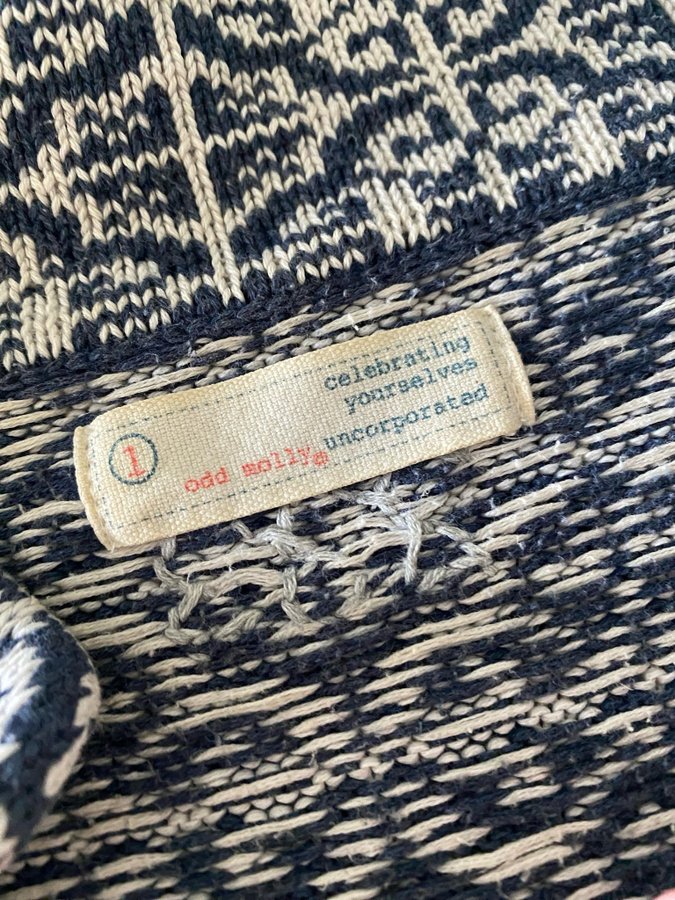 celebrating
yourselves
uncorporated
1
odd molly®